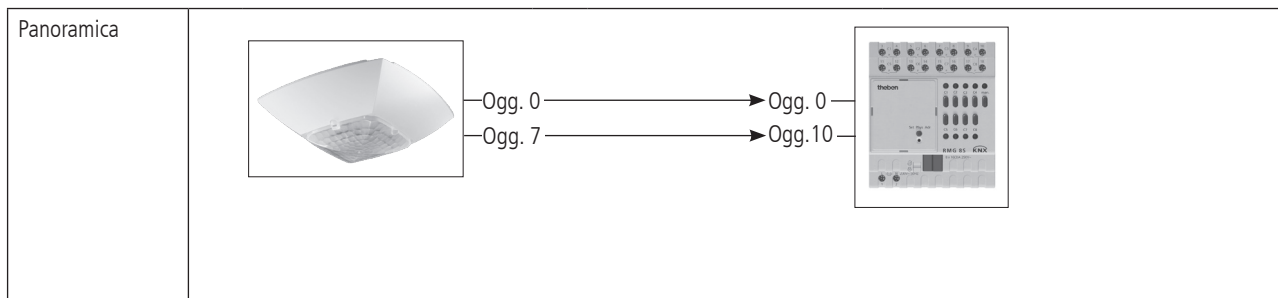 Panoramica
Ogg. 0
Ogg. 0
Ogg. 7
Ogg.10
theben
RMG 8S KNX